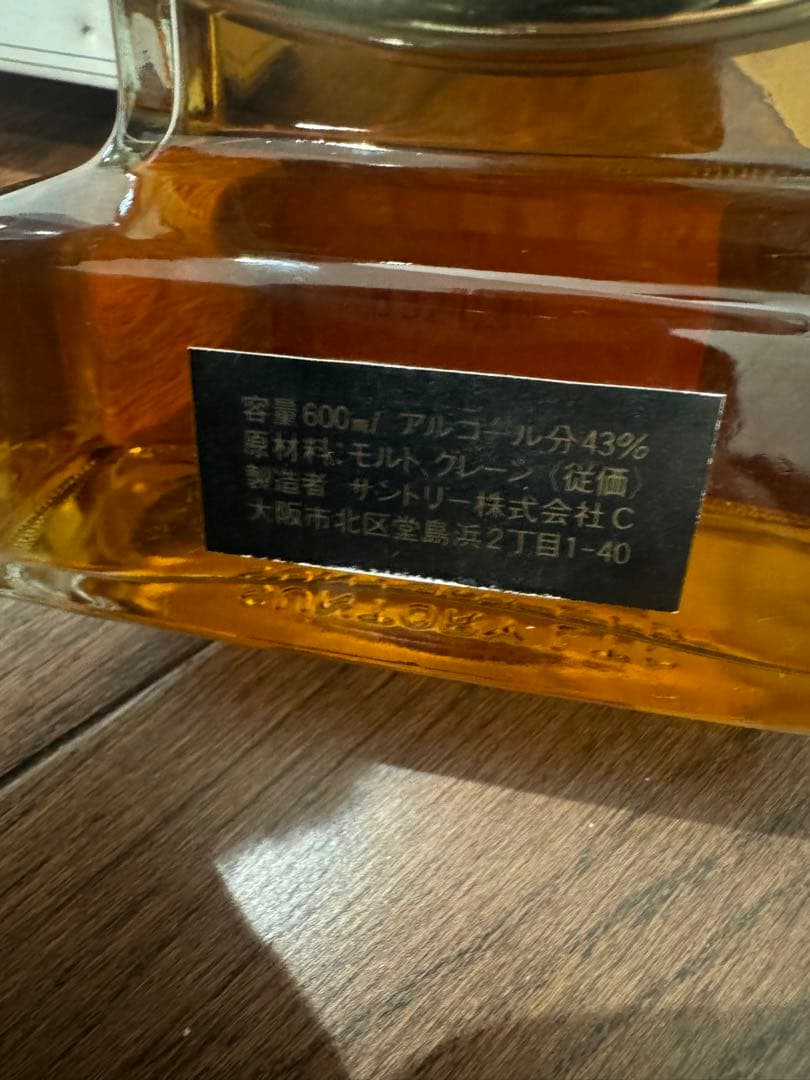 容量600ml アルコール分43%
原材料:モルト、グレーン〈従価〉
製造者 サントリー株式会社C
大阪市北区堂島浜2丁目1-40